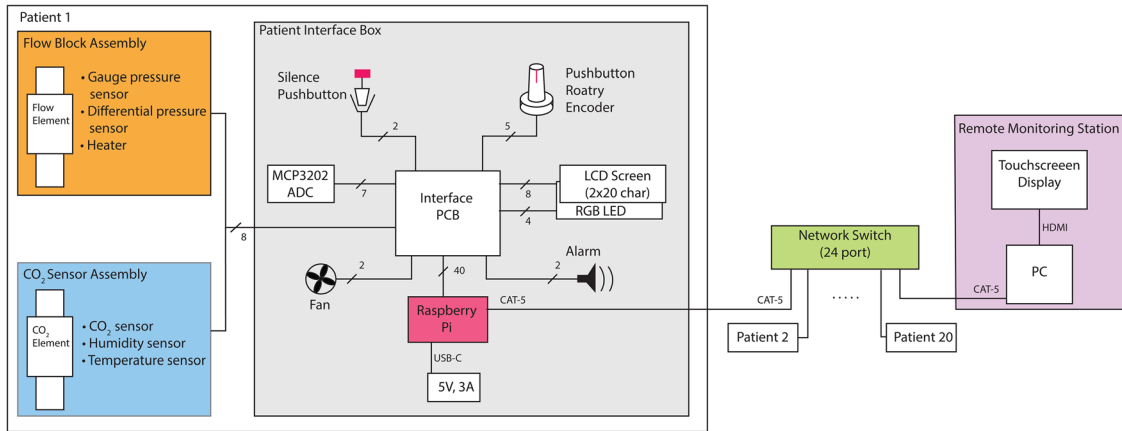 Patient 1
Flow Block Assembly
Flow
Element
• Gauge pressure
sensor
• Differential pressure
sensor
• Heater
CO₂ Sensor Assembly
CO₂
Element
• CO₂ sensor
• Humidity sensor
• Temperature sensor
8
Patient Interface Box
Silence
Pushbutton
2
Pushbutton
Roatry
Encoder
5
MCP3202
ADC
7
Interface
PCB
8
LCD Screen
(2x20 char)
4
RGB LED
Fan
2
40
2
Alarm
Raspberry
Pi
CAT-5
USB-C
5V, 3A
Network Switch
(24 port)
CAT-5
.....
CAT-5
Patient 2
Patient 20
Remote Monitoring Station
Touchscreeen
Display
HDMI
PC